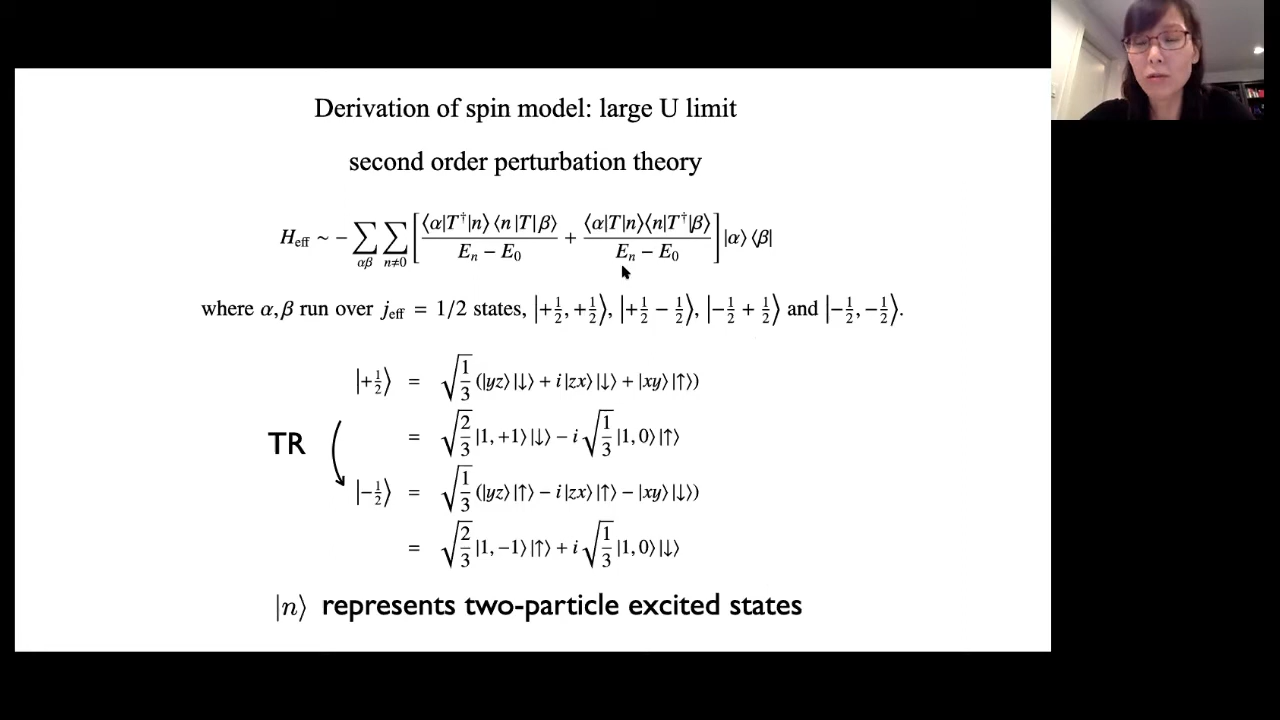 Derivation of spin model: large U limit
second order perturbation theory
H_eff ∼ − ∑_{αβ} ∑_{n≠0} [ ⟨α|T†|n⟩ ⟨n|T|β⟩ / (E_n − E_0) + ⟨α|T|n⟩⟨n|T†|β⟩ / (E_n − E_0) ] |α⟩ ⟨β|
where α,β run over j_eff = 1/2 states, |+1/2, +1/2⟩, |+1/2 − 1/2⟩, |−1/2 + 1/2⟩ and |−1/2, −1/2⟩.
|+1/2⟩ = √(1/3) (|yz⟩|↓⟩ + i|zx⟩|↓⟩ + |xy⟩|↑⟩)
= √(2/3) |1, +1⟩|↓⟩ − i √(1/3) |1, 0⟩|↑⟩
TR
|−1/2⟩ = √(1/3) (|yz⟩|↑⟩ − i|zx⟩|↑⟩ − |xy⟩|↓⟩)
= √(2/3) |1, −1⟩|↑⟩ + i √(1/3) |1, 0⟩|↓⟩
|n⟩ represents two-particle excited states